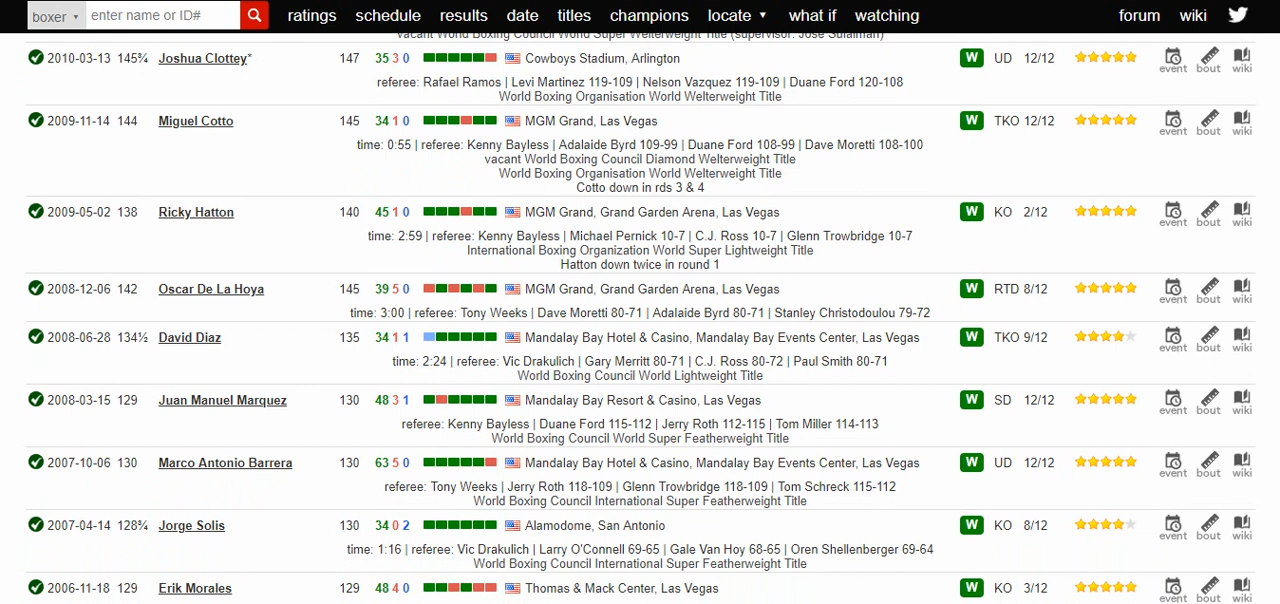 boxer ▾ enter name or ID# ratings schedule results date titles champions locate ▼ what if watching forum wiki
vacant World Boxing Council World Super Welterweight Title (supervisor: Jose Sulaiman)
2010-03-13 145¾ Joshua Clottey* 147 35 3 0 Cowboys Stadium, Arlington W UD 12/12 event bout wiki
referee: Rafael Ramos | Levi Martinez 119-109 | Nelson Vazquez 119-109 | Duane Ford 120-108
World Boxing Organisation World Welterweight Title
2009-11-14 144 Miguel Cotto 145 34 1 0 MGM Grand, Las Vegas W TKO 12/12 event bout wiki
time: 0:55 | referee: Kenny Bayless | Adalaide Byrd 109-99 | Duane Ford 108-99 | Dave Moretti 108-100
vacant World Boxing Council Diamond Welterweight Title
World Boxing Organisation World Welterweight Title
Cotto down in rds 3 & 4
2009-05-02 138 Ricky Hatton 140 45 1 0 MGM Grand, Grand Garden Arena, Las Vegas W KO 2/12 event bout wiki
time: 2:59 | referee: Kenny Bayless | Michael Pernick 10-7 | C.J. Ross 10-7 | Glenn Trowbridge 10-7
International Boxing Organization World Super Lightweight Title
Hatton down twice in round 1
2008-12-06 142 Oscar De La Hoya 145 39 5 0 MGM Grand, Grand Garden Arena, Las Vegas W RTD 8/12 event bout wiki
time: 3:00 | referee: Tony Weeks | Dave Moretti 80-71 | Adalaide Byrd 80-71 | Stanley Christodoulou 79-72
2008-06-28 134½ David Diaz 135 34 1 1 Mandalay Bay Hotel & Casino, Mandalay Bay Events Center, Las Vegas W TKO 9/12 event bout wiki
time: 2:24 | referee: Vic Drakulich | Gary Merritt 80-71 | C.J. Ross 80-72 | Paul Smith 80-71
World Boxing Council World Lightweight Title
2008-03-15 129 Juan Manuel Marquez 130 48 3 1 Mandalay Bay Resort & Casino, Las Vegas W SD 12/12 event bout wiki
referee: Kenny Bayless | Duane Ford 115-112 | Jerry Roth 112-115 | Tom Miller 114-113
World Boxing Council World Super Featherweight Title
2007-10-06 130 Marco Antonio Barrera 130 63 5 0 Mandalay Bay Hotel & Casino, Mandalay Bay Events Center, Las Vegas W UD 12/12 event bout wiki
referee: Tony Weeks | Jerry Roth 118-109 | Glenn Trowbridge 118-109 | Tom Schreck 115-112
World Boxing Council International Super Featherweight Title
2007-04-14 128¾ Jorge Solis 130 34 0 2 Alamodome, San Antonio W KO 8/12 event bout wiki
time: 1:16 | referee: Vic Drakulich | Larry O'Connell 69-65 | Gale Van Hoy 68-65 | Oren Shellenberger 69-64
World Boxing Council International Super Featherweight Title
2006-11-18 129 Erik Morales 129 48 4 0 Thomas & Mack Center, Las Vegas W KO 3/12 event bout wiki